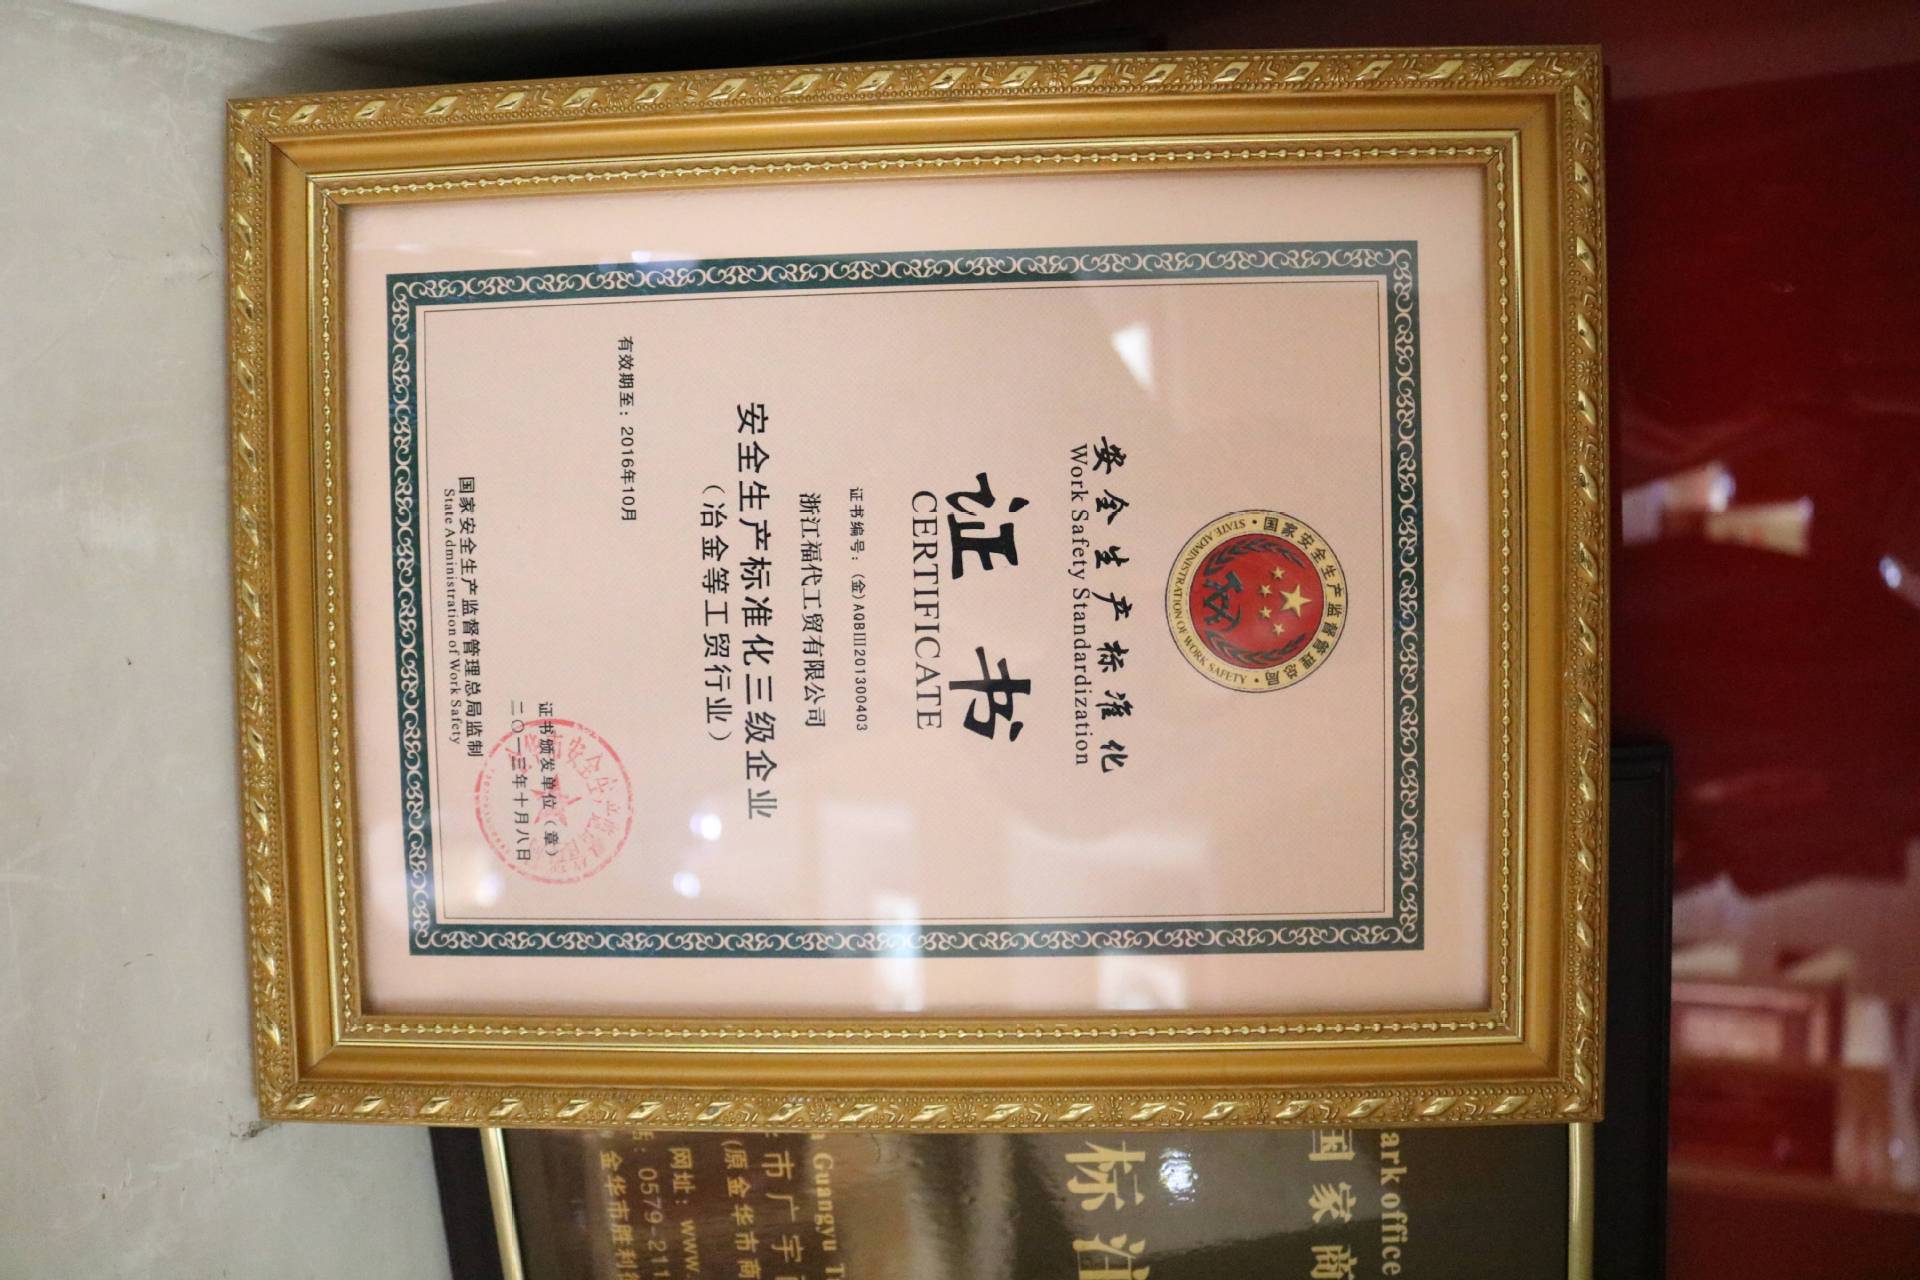 国家安全生产监督管理总局
STATE ADMINISTRATION OF WORK SAFETY
安全生产标准化
Work Safety Standardization
证书
CERTIFICATE
证书编号：(金)AQBIII201300403
浙江福代工贸有限公司
安全生产标准化三级企业
（冶金等工贸行业）
有效期至：2016年10月
证书颁发单位（章）
二〇一三年十月八日
国家安全生产监督管理总局监制
State Administration of Work Safety
ark office
国家商
标注
Guangyu T
市广宇
(原金华市商
网址：www.
：0579-211
金华市胜利